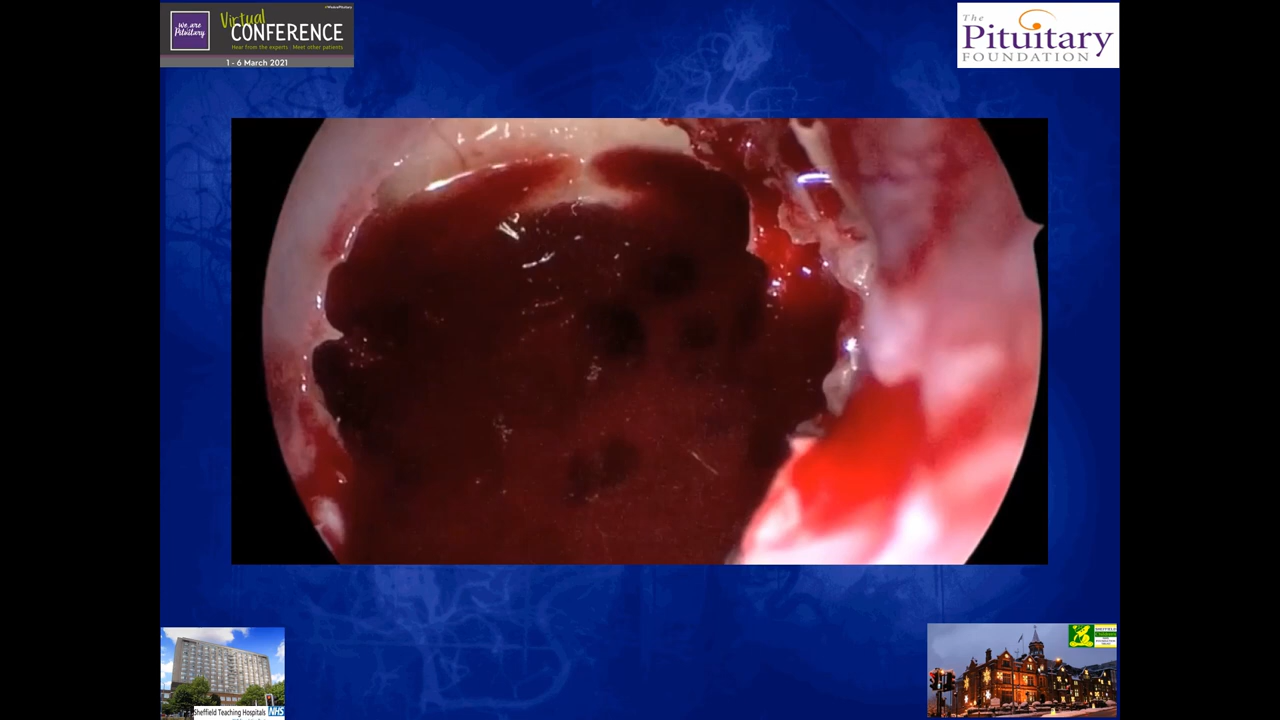 #WeArePituitary
we are
Pituitary
Virtual
CONFERENCE
Hear from the experts | Meet other patients
1 - 6 March 2021
The
Pituitary
FOUNDATION
Sheffield Teaching Hospitals NHS